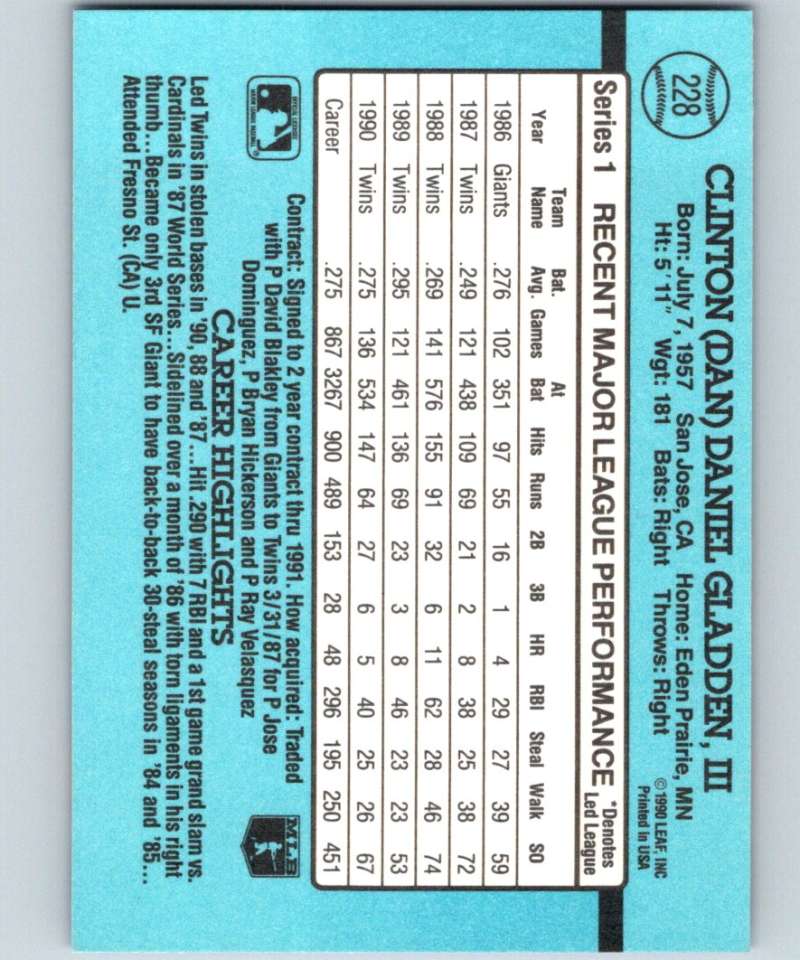 228
CLINTON (DAN) DANIEL GLADDEN, III
Born: July 7, 1957 San Jose, CA Home: Eden Prairie, MN
Ht: 5' 11" Wgt: 181 Bats: Right Throws: Right
©1990 LEAF, INC
Printed in USA
Series 1 RECENT MAJOR LEAGUE PERFORMANCE *Denotes
Led League
Team Bat. At
Year Name Avg. Games Bat Hits Runs 2B 3B HR RBI Steal Walk SO
1986 Giants .276 102 351 97 55 16 1 4 29 27 39 59
1987 Twins .249 121 438 109 69 21 2 8 38 25 38 72
1988 Twins .269 141 576 155 91 32 6 11 62 28 46 74
1989 Twins .295 121 461 136 69 23 3 8 46 23 23 53
1990 Twins .275 136 534 147 64 27 6 5 40 25 26 67
Career .275 867 3267 900 489 153 28 48 296 195 250 451
OFFICIAL LICENSEE
MAJOR LEAGUE BASEBALL
®
Contract: Signed to 2 year contract thru 1991. How acquired: Traded
with P David Blakley from Giants to Twins 3/31/87 for P Jose
Dominguez, P Bryan Hickerson and P Ray Velasquez
MLB
CAREER HIGHLIGHTS
Led Twins in stolen bases in '90, 88 and '87...Hit .290 with 7 RBI and a 1st game grand slam vs.
Cardinals in '87 World Series...Sidelined over a month of '86 with torn ligaments in his right
thumb...Became only 3rd SF Giant to have back-to-back 30-steal seasons in '84 and '85...
Attended Fresno St. (CA) U.